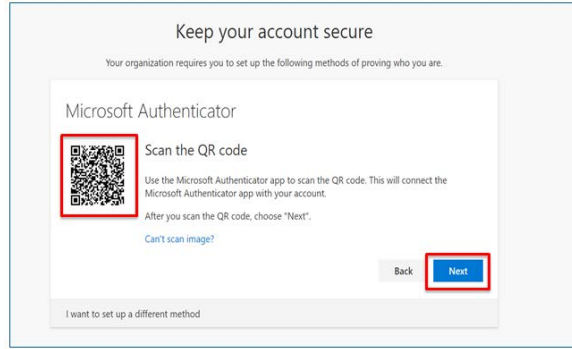 Keep your account secure
Your organization requires you to set up the following methods of proving who you are.
Microsoft Authenticator
Scan the QR code
Use the Microsoft Authenticator app to scan the QR code. This will connect the
Microsoft Authenticator app with your account.
After you scan the QR code, choose "Next".
Can't scan image?
Back Next
I want to set up a different method